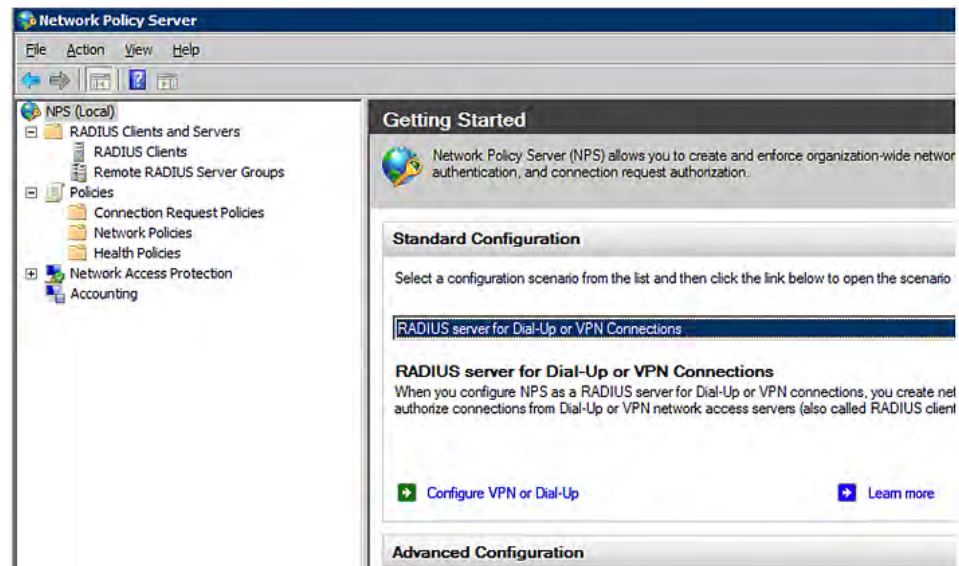 Network Policy Server
File Action View Help
NPS (Local)
RADIUS Clients and Servers
RADIUS Clients
Remote RADIUS Server Groups
Policies
Connection Request Policies
Network Policies
Health Policies
Network Access Protection
Accounting
Getting Started
Network Policy Server (NPS) allows you to create and enforce organization-wide networ
authentication, and connection request authorization.
Standard Configuration
Select a configuration scenario from the list and then click the link below to open the scenario
RADIUS server for Dial-Up or VPN Connections
RADIUS server for Dial-Up or VPN Connections
When you configure NPS as a RADIUS server for Dial-Up or VPN connections, you create net
authorize connections from Dial-Up or VPN network access servers (also called RADIUS client
Configure VPN or Dial-Up
Learn more
Advanced Configuration